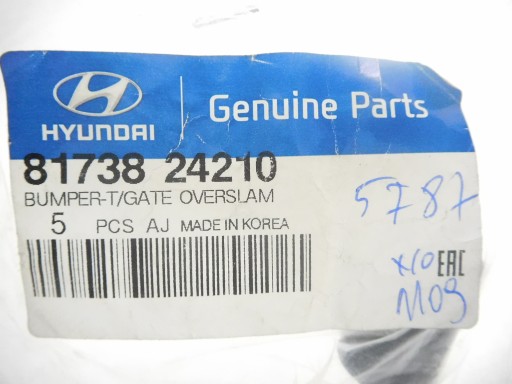 HYUNDAI
Genuine Parts
81738 24210
BUMPER-T/GATE OVERSLAM
5 PCS AJ MADE IN KOREA
5787
EAC
M09